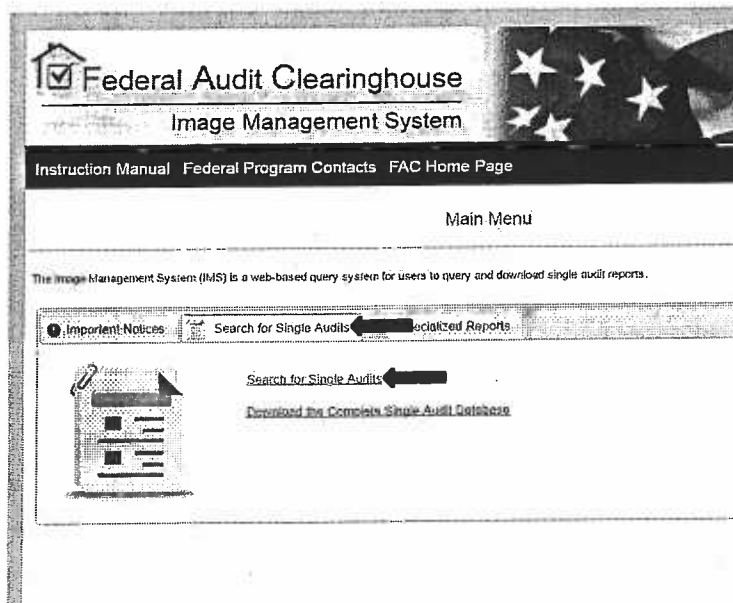 Federal Audit Clearinghouse
Image Management System
Instruction Manual Federal Program Contacts FAC Home Page
Main Menu
The Image Management System (IMS) is a web-based query system for users to query and download single audit reports.
Important Notices Search for Single Audits ecialized Reports
Search for Single Audits
Download the Complete Single Audit Database